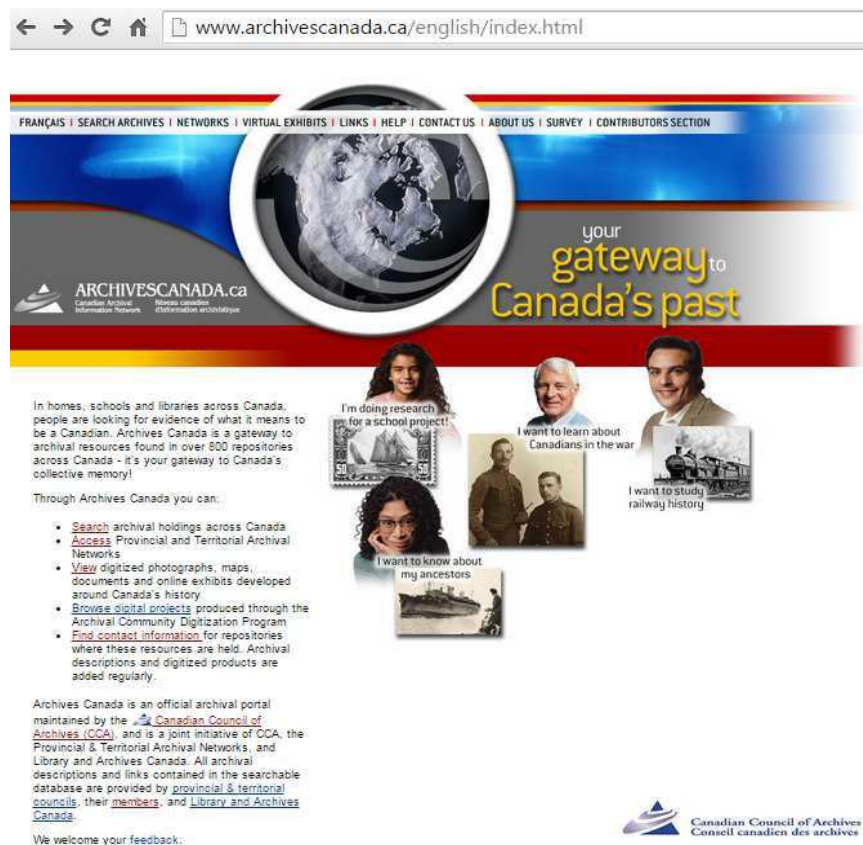 www.archivescanada.ca/english/index.html
FRANÇAIS | SEARCH ARCHIVES | NETWORKS | VIRTUAL EXHIBITS | LINKS | HELP | CONTACT US | ABOUT US | SURVEY | CONTRIBUTORS SECTION
your
gateway to
Canada's past
ARCHIVESCANADA.ca
Canadian Archival Réseau canadien
Information Network d'information archivistique
I'm doing research
for a school project!
50 50
I want to learn about
Canadians in the war
I want to study
railway history
I want to know about
my ancestors
In homes, schools and libraries across Canada,
people are looking for evidence of what it means to
be a Canadian. Archives Canada is a gateway to
archival resources found in over 800 repositories
across Canada - it's your gateway to Canada's
collective memory!
Through Archives Canada you can:
• Search archival holdings across Canada
• Access Provincial and Territorial Archival
Networks
• View digitized photographs, maps,
documents and online exhibits developed
around Canada's history
• Browse digital projects produced through the
Archival Community Digitization Program
• Find contact information for repositories
where these resources are held. Archival
descriptions and digitized products are
added regularly.
Archives Canada is an official archival portal
maintained by the Canadian Council of
Archives (CCA), and is a joint initiative of CCA, the
Provincial & Territorial Archival Networks, and
Library and Archives Canada. All archival
descriptions and links contained in the searchable
database are provided by provincial & territorial
councils, their members, and Library and Archives
Canada.
We welcome your feedback.
Canadian Council of Archives
Conseil canadien des archives